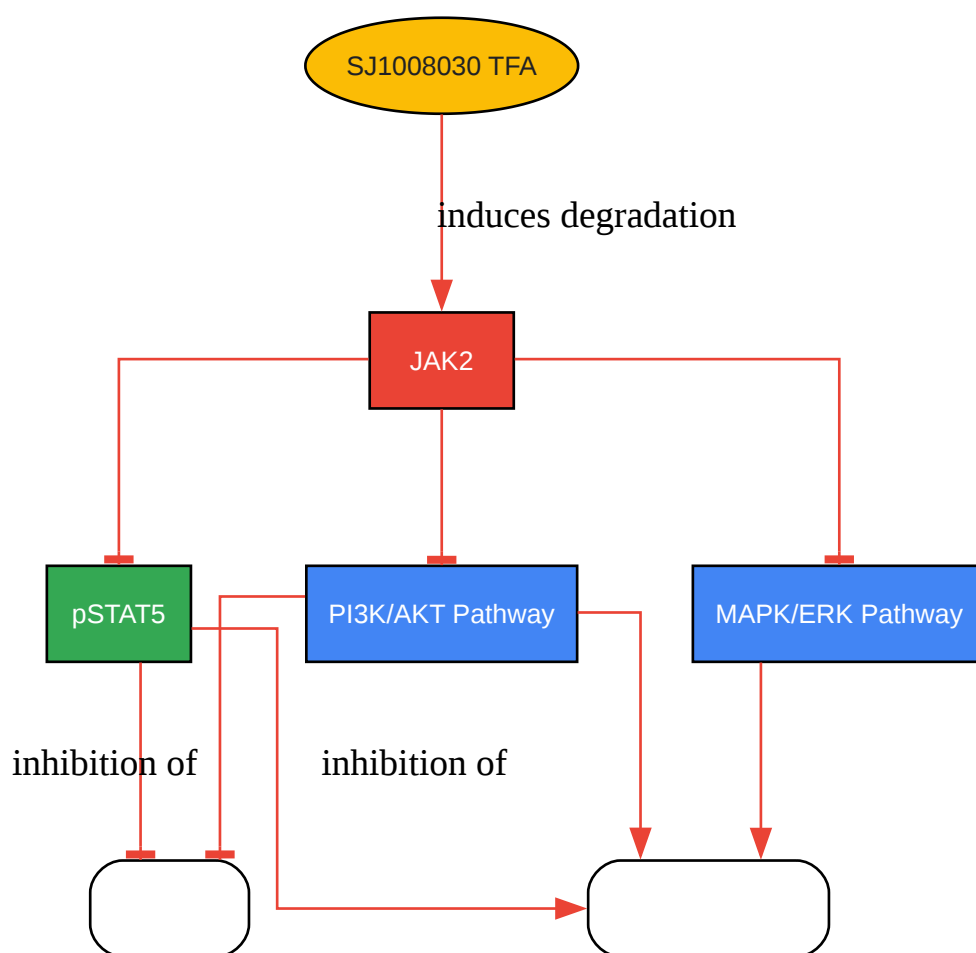 SJ1008030 TFA
induces degradation
JAK2
pSTAT5
PI3K/AKT Pathway
MAPK/ERK Pathway
inhibition of
inhibition of